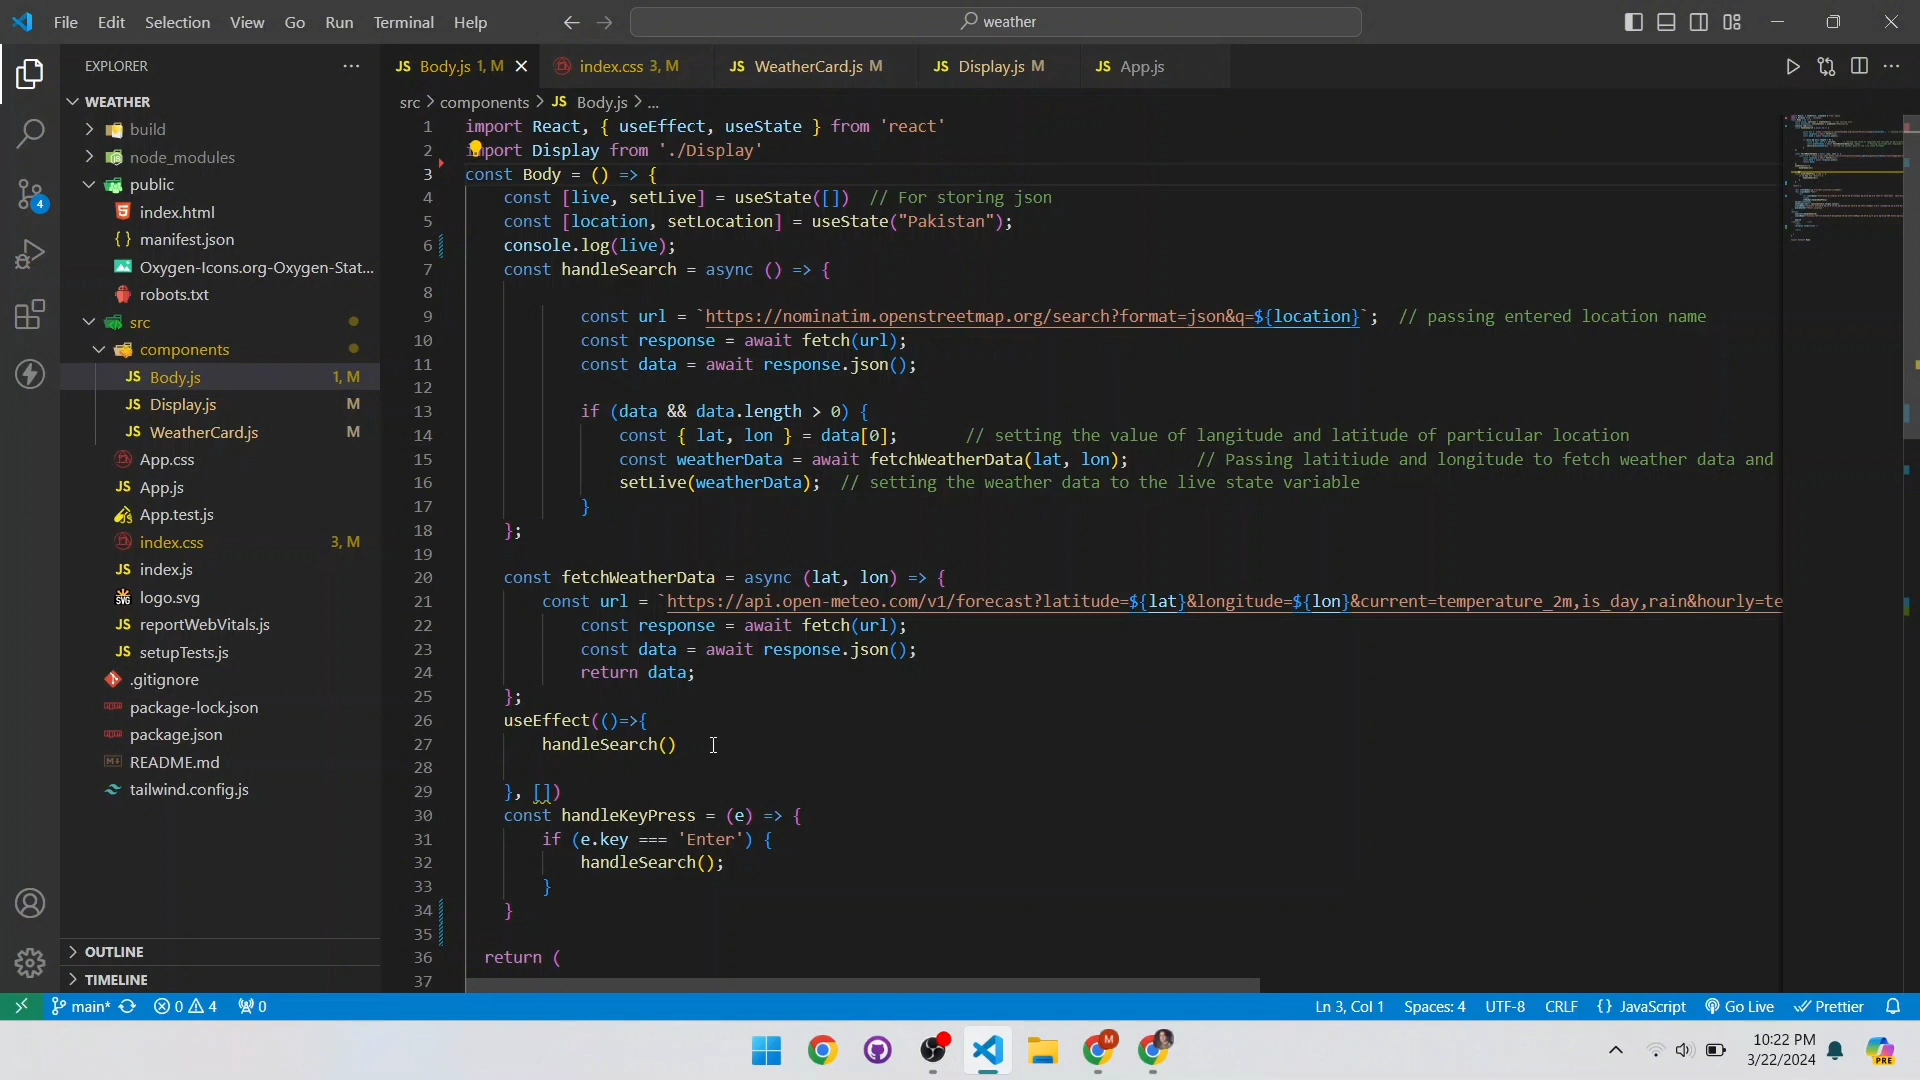 File Edit Selection View Go Run Terminal Help
weather
EXPLORER
WEATHER
build
node_modules
public
index.html
manifest.json
Oxygen-Icons.org-Oxygen-Stat...
robots.txt
src
components
JS Body.js 1, M
JS Display.js M
JS WeatherCard.js M
App.css
JS App.js
App.test.js
index.css 3, M
JS index.js
logo.svg
JS reportWebVitals.js
JS setupTests.js
.gitignore
package-lock.json
package.json
README.md
tailwind.config.js
OUTLINE
TIMELINE
4
JS Body.js 1, M
index.css 3, M
JS WeatherCard.js M
JS Display.js M
JS App.js
src > components > JS Body.js > ...
1 import React, { useEffect, useState } from 'react'
2 import Display from './Display'
3 const Body = () => {
4 const [live, setLive] = useState([]) // For storing json
5 const [location, setLocation] = useState("Pakistan");
6 console.log(live);
7 const handleSearch = async () => {
8
9 const url = `https://nominatim.openstreetmap.org/search?format=json&q=${location}`; // passing entered location name
10 const response = await fetch(url);
11 const data = await response.json();
12
13 if (data && data.length > 0) {
14 const { lat, lon } = data[0]; // setting the value of langitude and latitude of particular location
15 const weatherData = await fetchWeatherData(lat, lon); // Passing latitiude and longitude to fetch weather data and
16 setLive(weatherData); // setting the weather data to the live state variable
17 }
18 };
19
20 const fetchWeatherData = async (lat, lon) => {
21 const url = `https://api.open-meteo.com/v1/forecast?latitude=${lat}&longitude=${lon}&current=temperature_2m,is_day,rain&hourly=te
22 const response = await fetch(url);
23 const data = await response.json();
24 return data;
25 };
26 useEffect(()=>{
27 handleSearch()
28
29 }, [])
30 const handleKeyPress = (e) => {
31 if (e.key === 'Enter') {
32 handleSearch();
33 }
34 }
35
36 return (
37
main* 0 4 0
Ln 3, Col 1 Spaces: 4 UTF-8 CRLF {} JavaScript Go Live Prettier
M
10:22 PM
3/22/2024
PRE